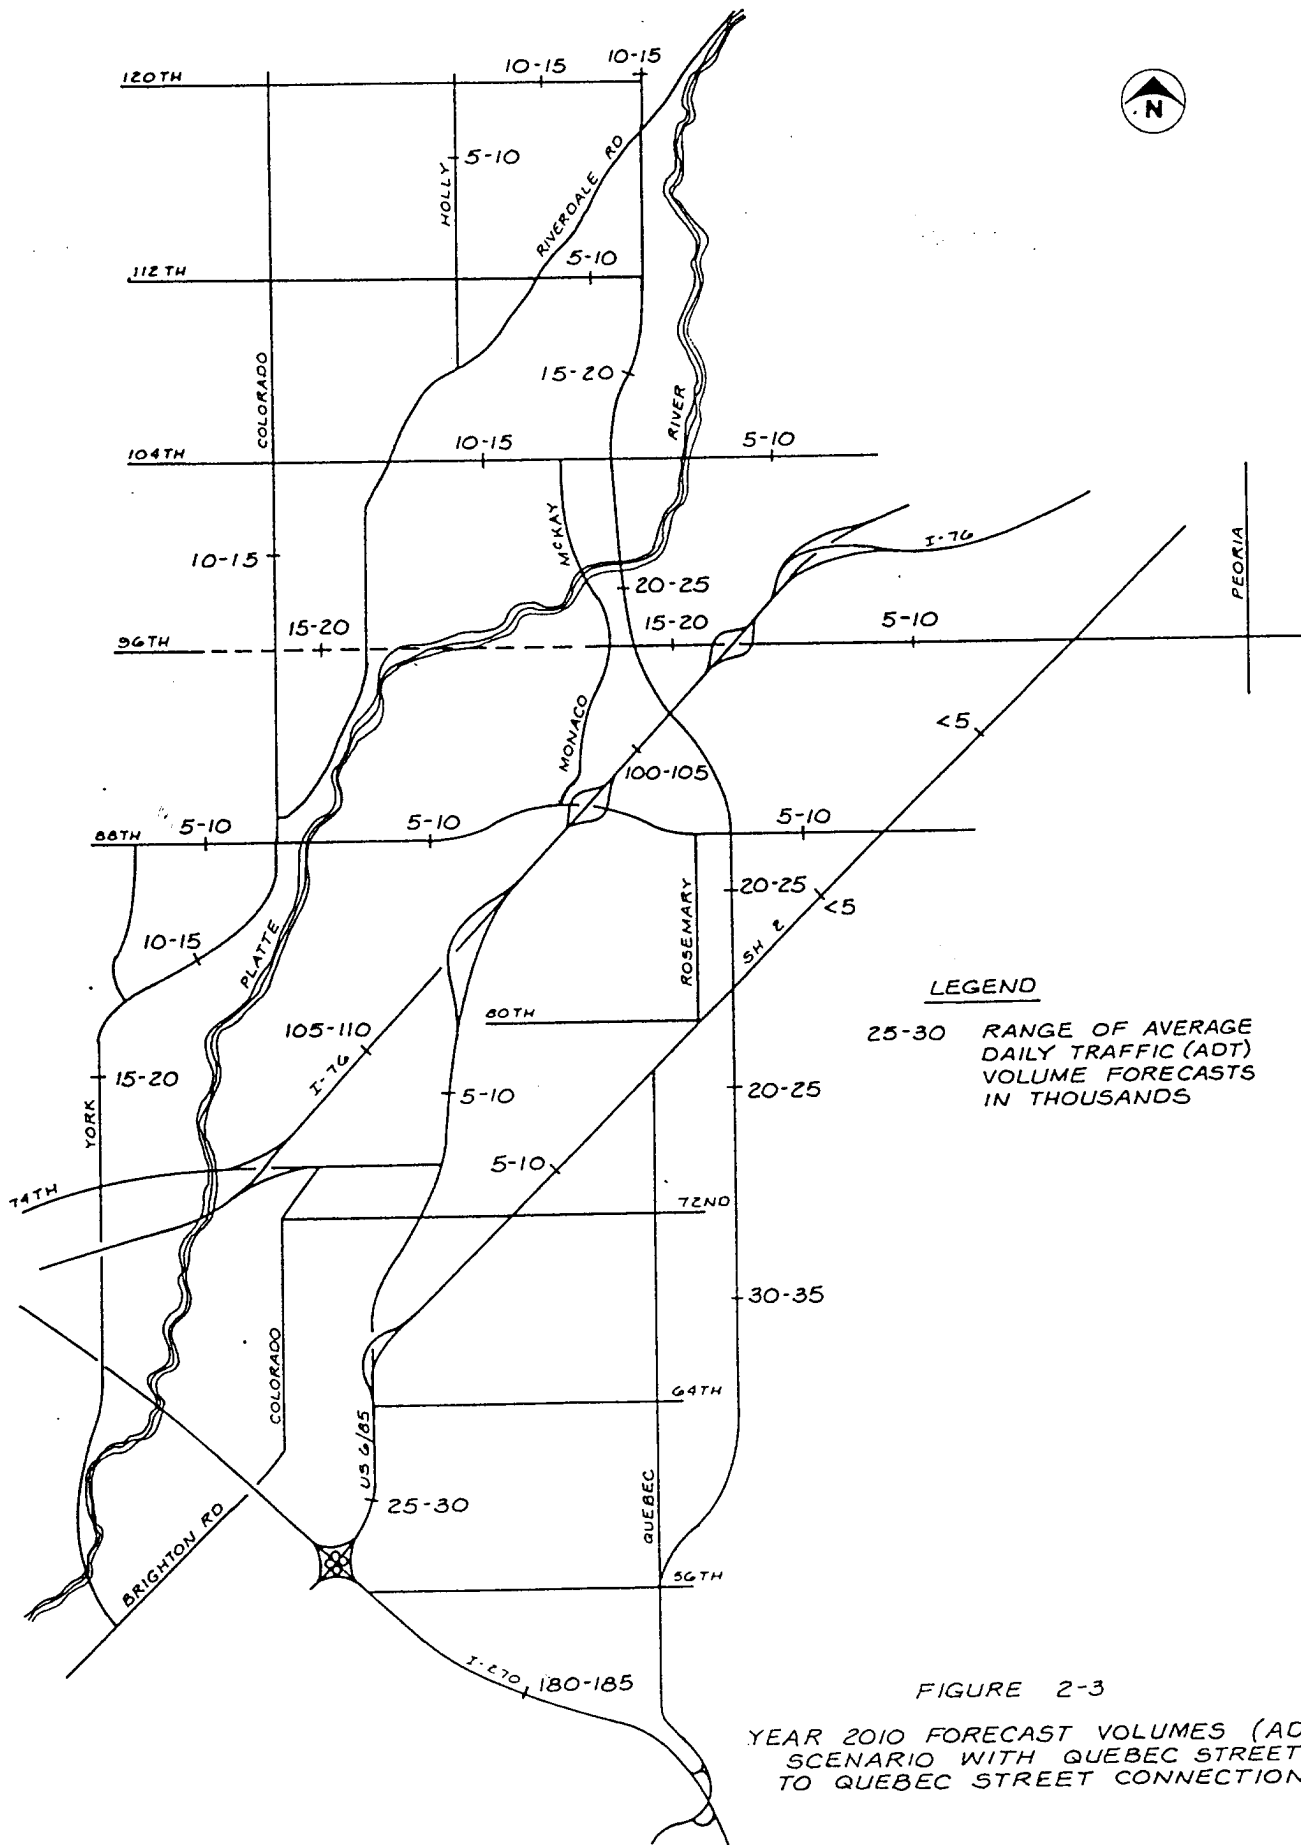 10-15
10-15
120TH
N
HOLLY
5-10
RIVERDALE RD
5-10
112TH
COLORADO
15-20
RIVER
10-15
5-10
104TH
MCKAY
I-76
PEORIA
10-15
20-25
15-20
15-20
5-10
96TH
MONACO
<5
100-105
88TH
5-10
5-10
5-10
ROSEMARY
20-25
<5
10-15
PLATTE
SH 2
LEGEND
80TH
105-110
I-76
25-30 RANGE OF AVERAGE
DAILY TRAFFIC (ADT)
VOLUME FORECASTS
IN THOUSANDS
15-20
5-10
20-25
YORK
5-10
74TH
72ND
30-35
COLORADO
64TH
US 6/85
25-30
QUEBEC
BRIGHTON RD
56TH
I-270
180-185
FIGURE 2-3
YEAR 2010 FORECAST VOLUMES (AD
SCENARIO WITH QUEBEC STREET
TO QUEBEC STREET CONNECTION